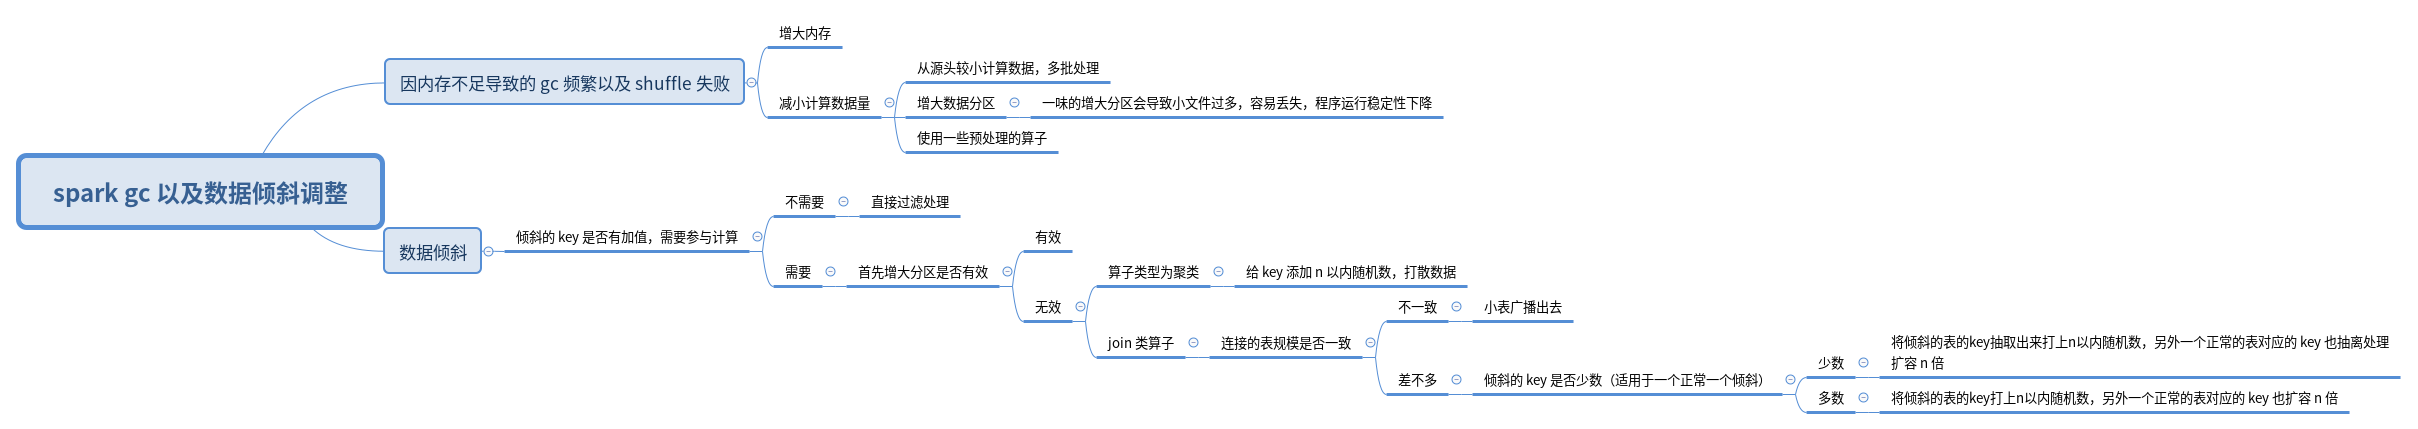 spark gc 以及数据倾斜调整
因内存不足导致的 gc 频繁以及 shuffle 失败
增大内存
减小计算数据量
从源头较小计算数据，多批处理
增大数据分区
一味的增大分区会导致小文件过多，容易丢失，程序运行稳定性下降
使用一些预处理的算子
数据倾斜
倾斜的 key 是否有加值，需要参与计算
不需要
直接过滤处理
需要
首先增大分区是否有效
有效
无效
算子类型为聚类
给 key 添加 n 以内随机数，打散数据
join 类算子
连接的表规模是否一致
不一致
小表广播出去
差不多
倾斜的 key 是否少数（适用于一个正常一个倾斜）
少数
将倾斜的表的key抽取出来打上n以内随机数，另外一个正常的表对应的 key 也抽离处理
扩容 n 倍
多数
将倾斜的表的key打上n以内随机数，另外一个正常的表对应的 key 也扩容 n 倍